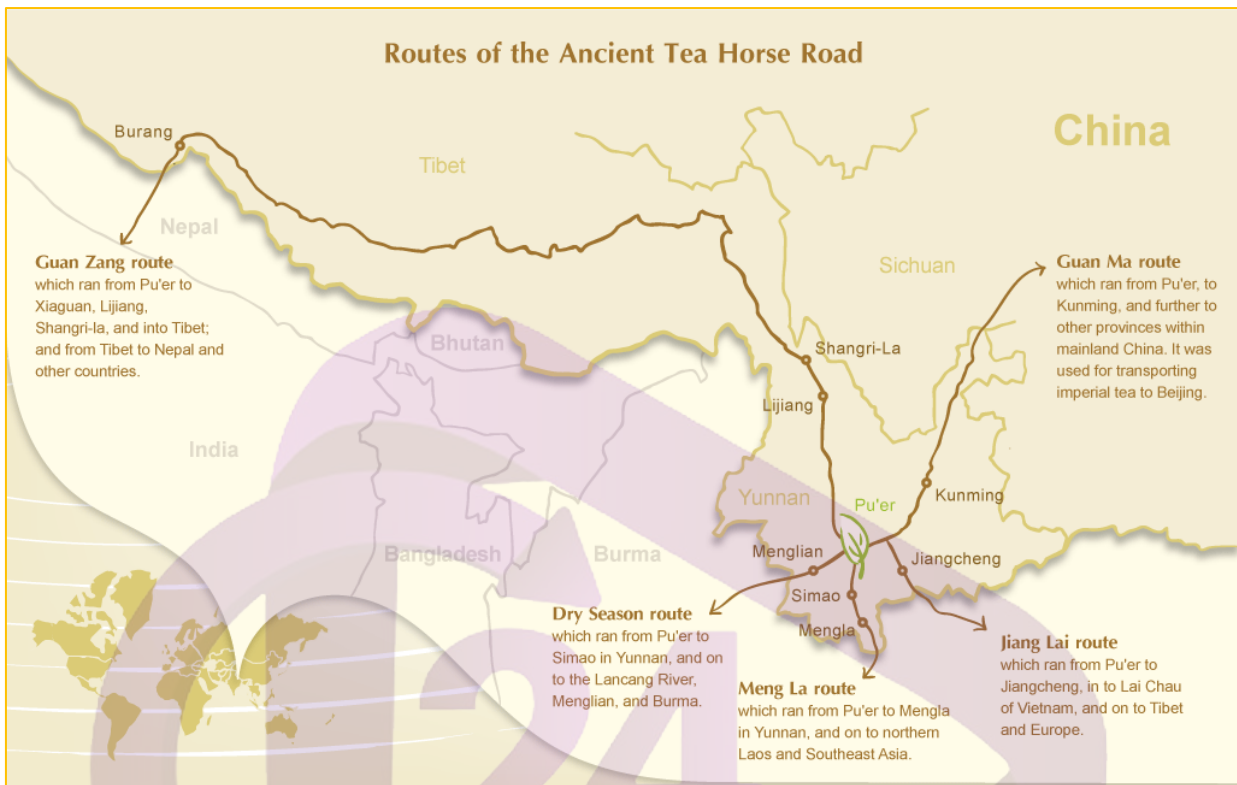 Routes of the Ancient Tea Horse Road
China
Burang
Tibet
Nepal
Sichuan
Guan Zang route
which ran from Pu'er to
Xiaguan, Lijiang,
Shangri-la, and into Tibet;
and from Tibet to Nepal and
other countries.
Guan Ma route
which ran from Pu'er, to
Kunming, and further to
other provinces within
mainland China. It was
used for transporting
imperial tea to Beijing.
Bhutan
Shangri-La
Lijiang
India
Kunming
Yunnan
Pu'er
Bangladesh
Burma
Menglian
Jiangcheng
Simao
Mengla
Dry Season route
which ran from Pu'er to
Simao in Yunnan, and on
to the Lancang River,
Menglian, and Burma.
Meng La route
which ran from Pu'er to Mengla
in Yunnan, and on to northern
Laos and Southeast Asia.
Jiang Lai route
which ran from Pu'er to
Jiangcheng, in to Lai Chau
of Vietnam, and on to Tibet
and Europe.
24